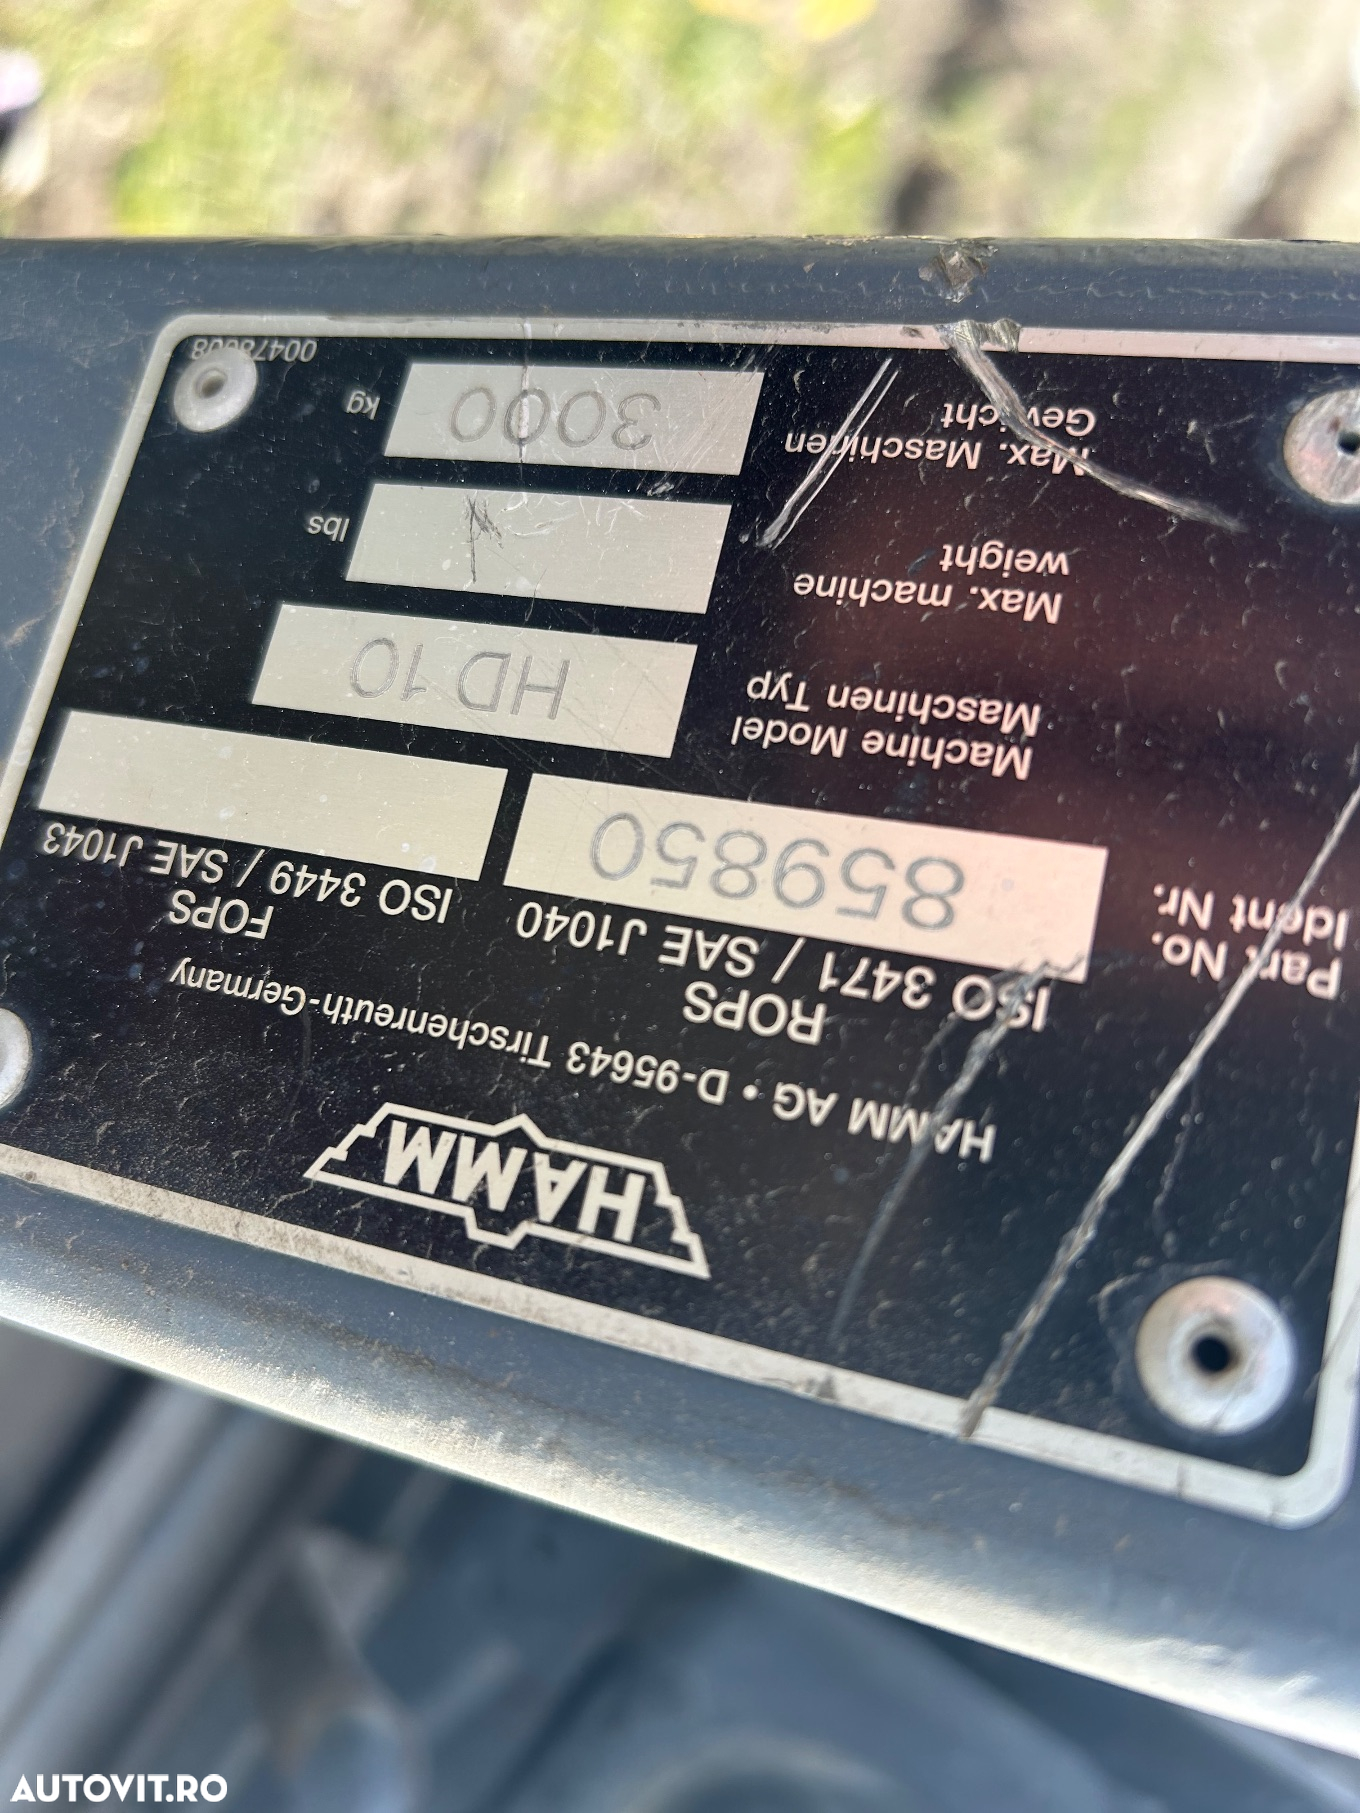 HAMM
HAMM AG • D-95643 Tirschenreuth-Germany
ROPS
ISO 3471 / SAE J1040
FOPS
ISO 3449 / SAE J1043
Part No.
Ident Nr.
859850
Machine Model
Maschinen Typ
HD 10
Max. machine
weight
lbs
Max. Maschinen
Gewicht
3000
kg
AUTOVIT.RO